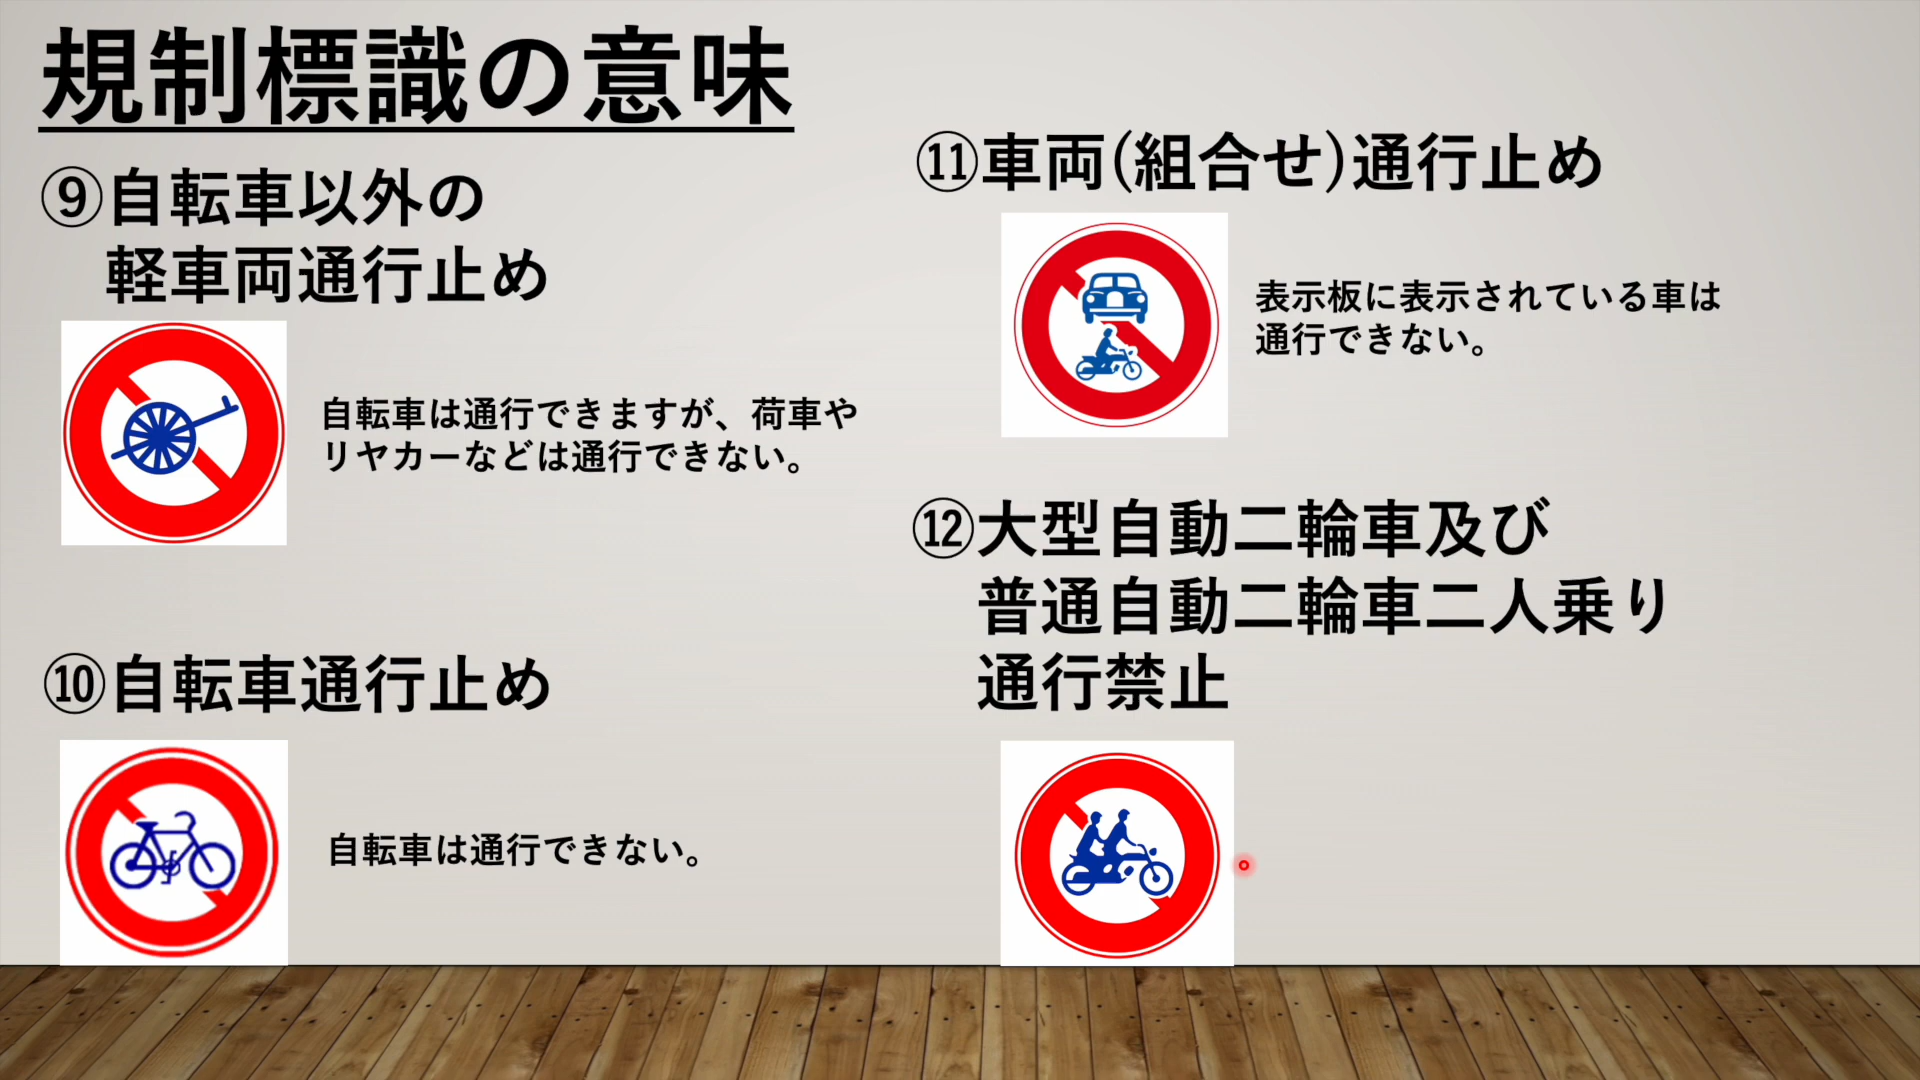 規制標識の意味
⑨自転車以外の
軽車両通行止め
自転車は通行できますが、荷車や
リヤカーなどは通行できない。
⑩自転車通行止め
自転車は通行できない。
⑪車両(組合せ)通行止め
表示板に表示されている車は
通行できない。
⑫大型自動二輪車及び
普通自動二輪車二人乗り
通行禁止